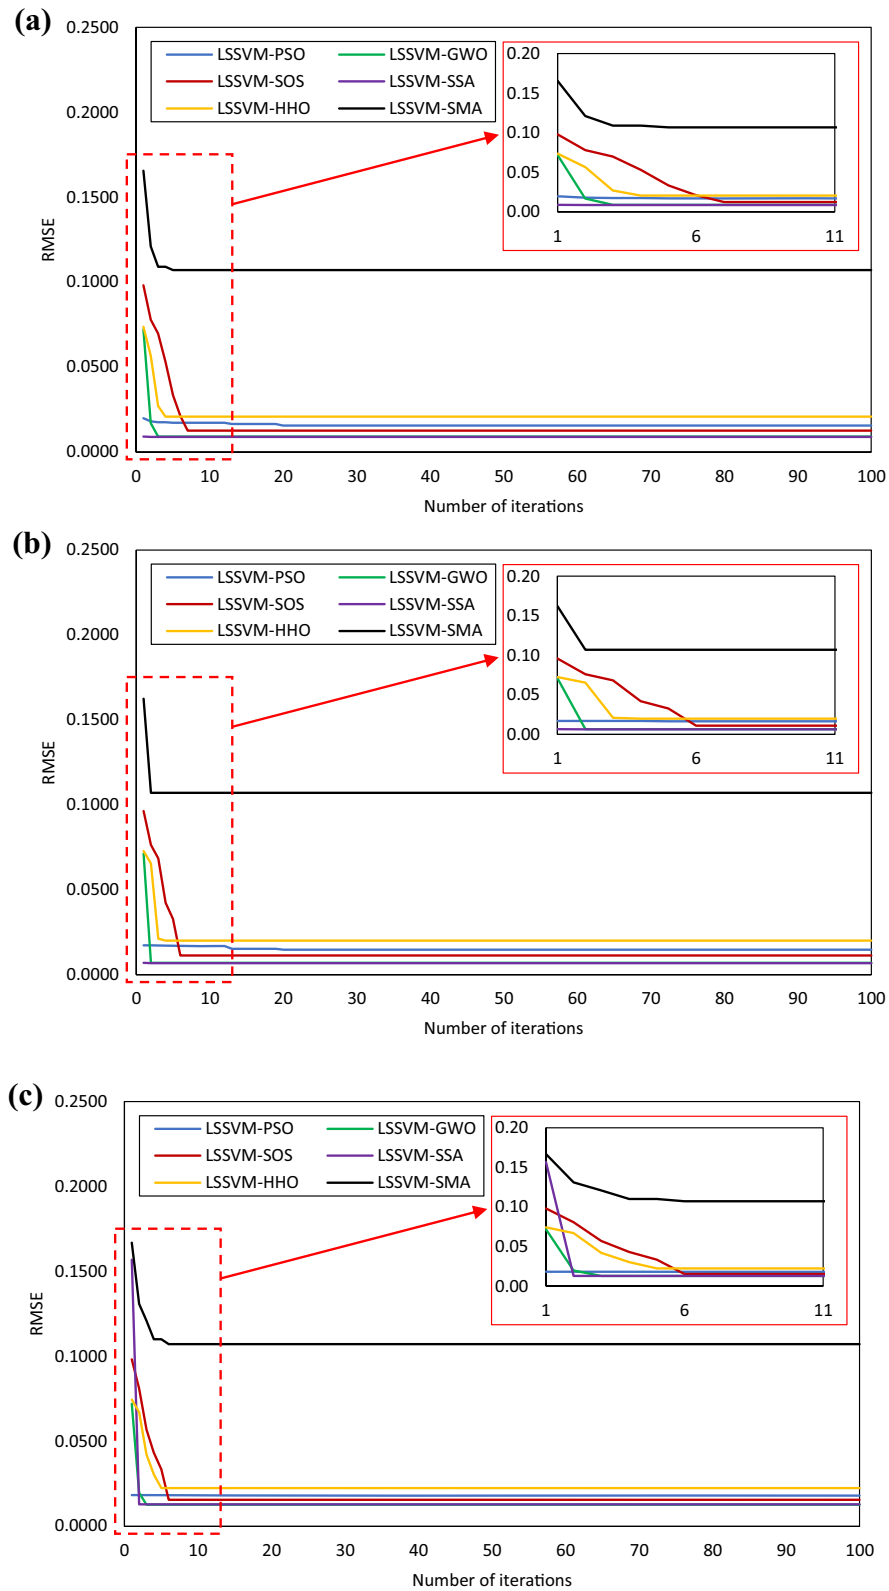 (a)
0.2500
0.2000
0.1500
0.1000
0.0500
0.0000
RMSE
LSSVM-PSO LSSVM-GWO
LSSVM-SOS LSSVM-SSA
LSSVM-HHO LSSVM-SMA
0.20
0.15
0.10
0.05
0.00
1 6 11
0 10 20 30 40 50 60 70 80 90 100
Number of iterations
(b)
0.2500
0.2000
0.1500
0.1000
0.0500
0.0000
RMSE
LSSVM-PSO LSSVM-GWO
LSSVM-SOS LSSVM-SSA
LSSVM-HHO LSSVM-SMA
0.20
0.15
0.10
0.05
0.00
1 6 11
0 10 20 30 40 50 60 70 80 90 100
Number of iterations
(c)
0.2500
0.2000
0.1500
0.1000
0.0500
0.0000
RMSE
LSSVM-PSO LSSVM-GWO
LSSVM-SOS LSSVM-SSA
LSSVM-HHO LSSVM-SMA
0.20
0.15
0.10
0.05
0.00
1 6 11
0 10 20 30 40 50 60 70 80 90 100
Number of iterations